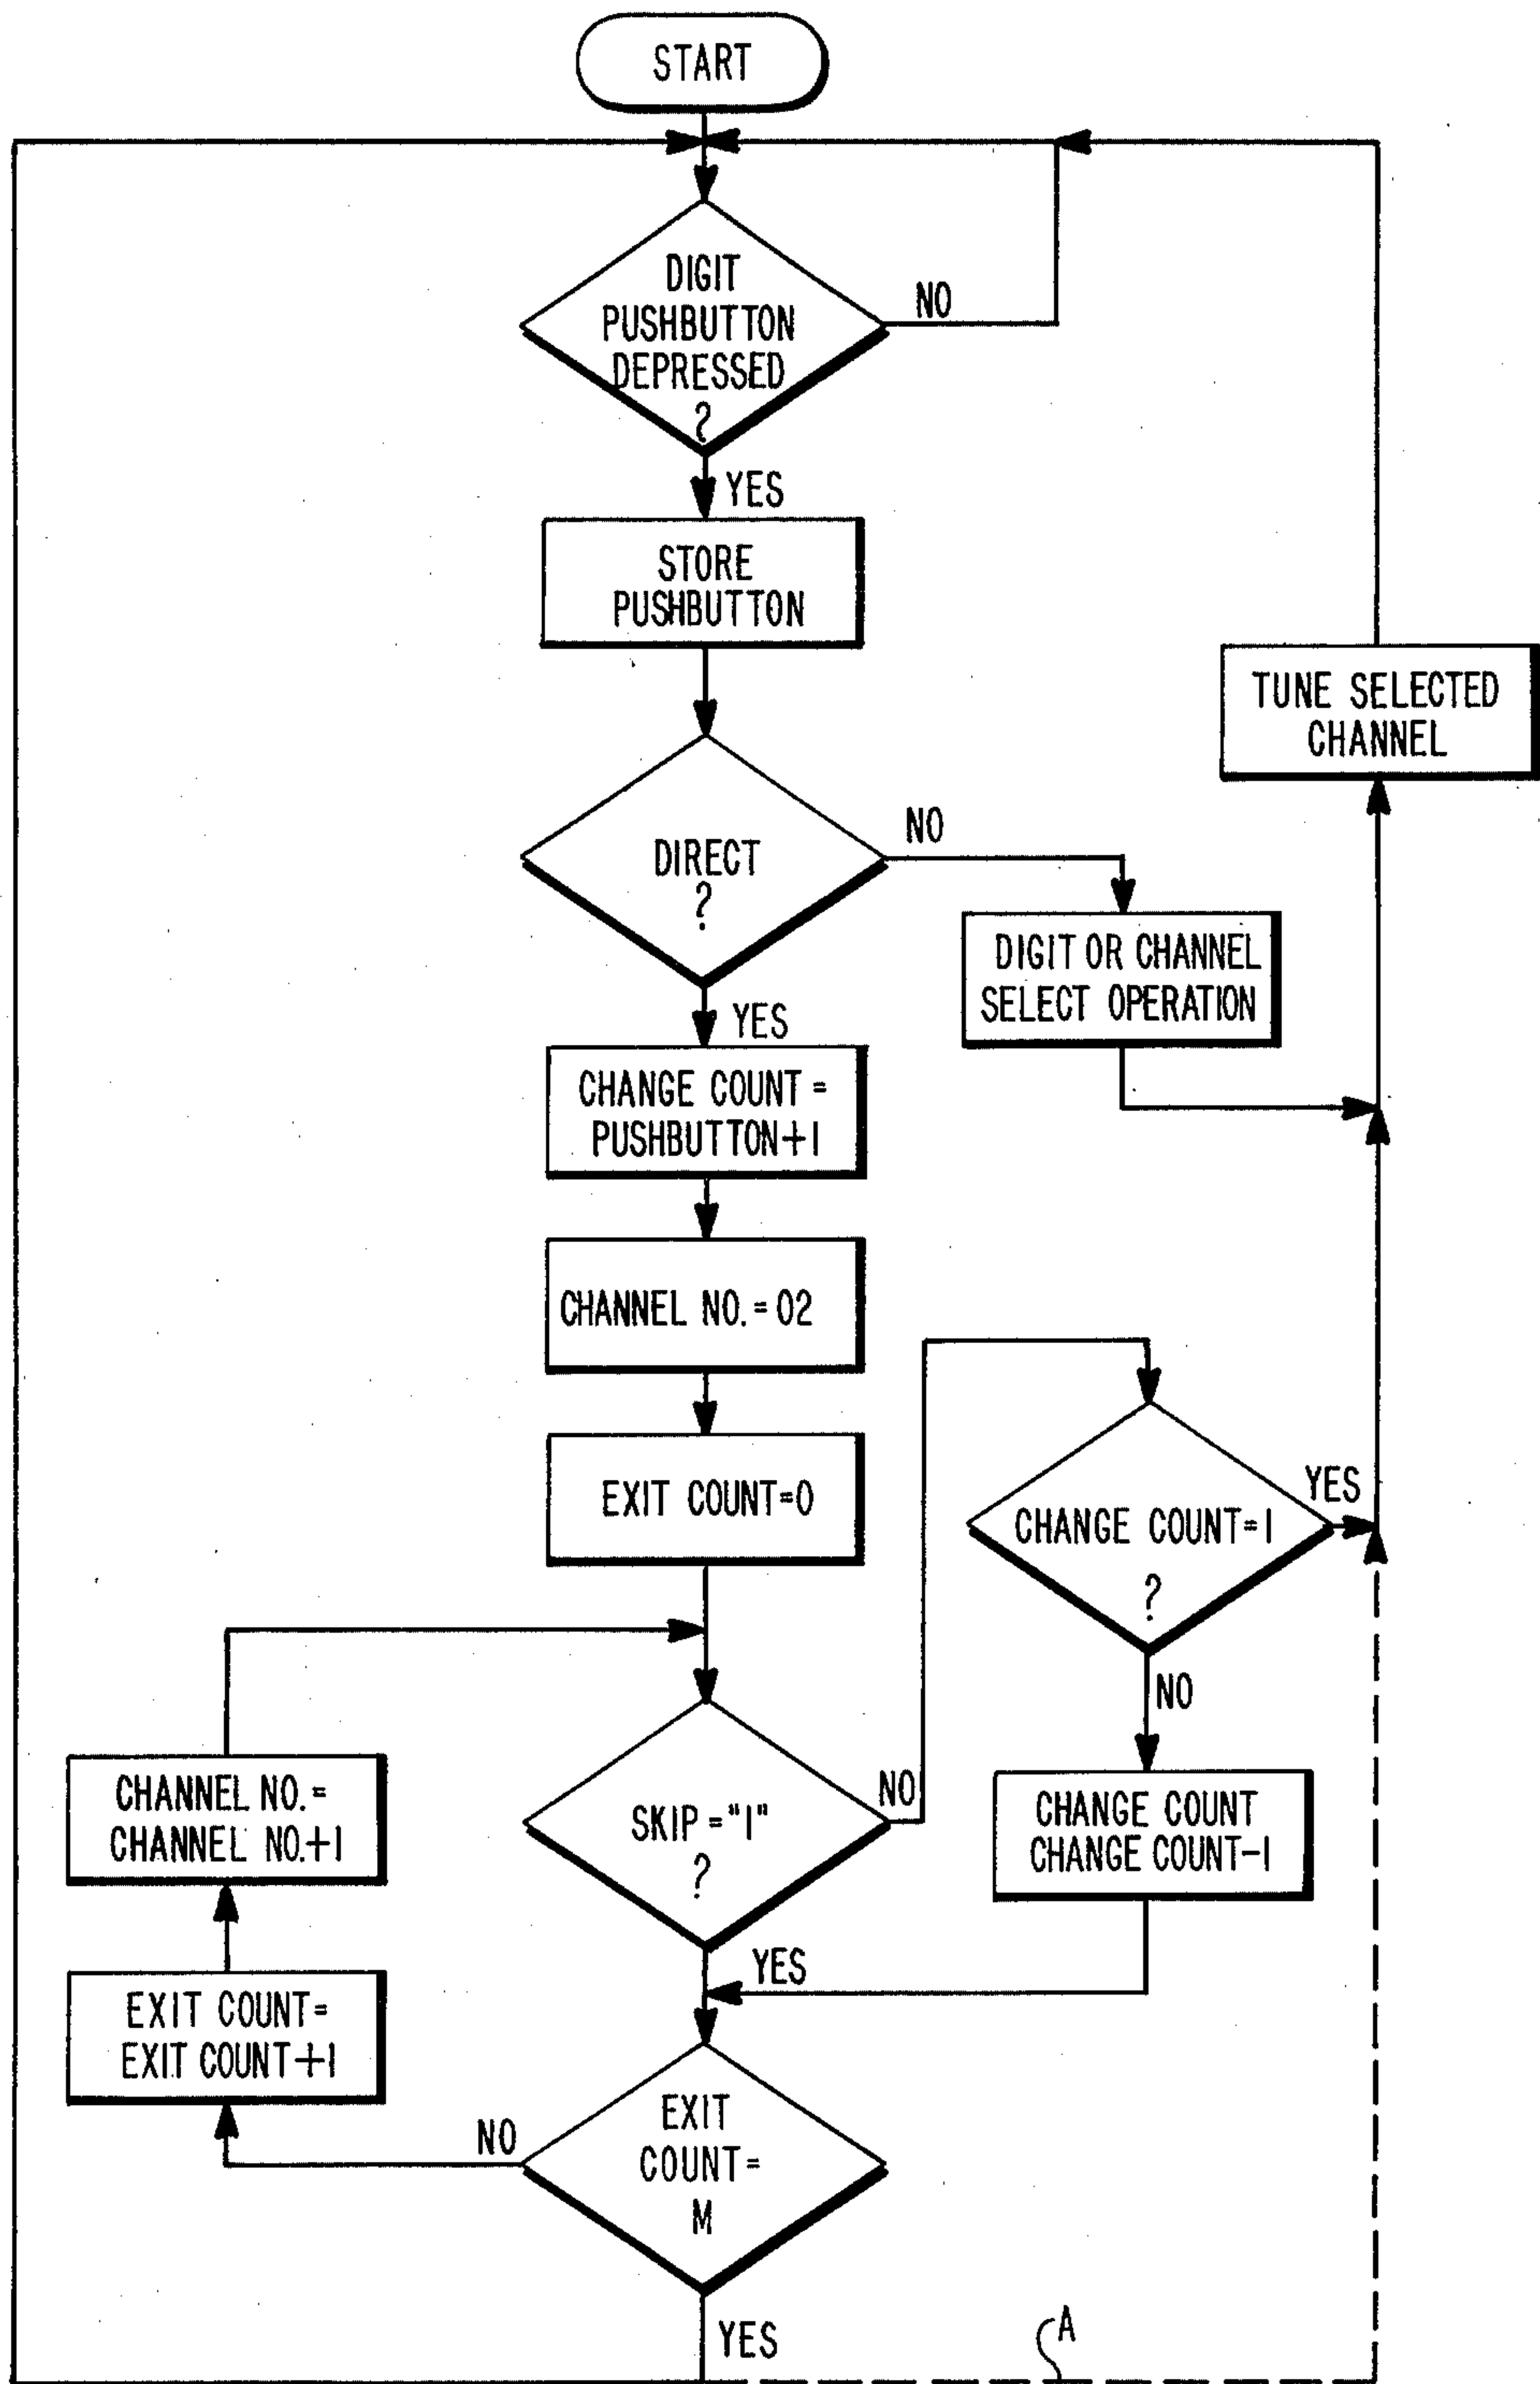 START
DIGIT
PUSHBUTTON
DEPRESSED
?
NO
YES
STORE
PUSHBUTTON
TUNE SELECTED
CHANNEL
DIRECT
?
NO
DIGIT OR CHANNEL
SELECT OPERATION
YES
CHANGE COUNT =
PUSHBUTTON+1
CHANNEL NO. = 02
EXIT COUNT=0
CHANGE COUNT=1
?
YES
NO
CHANGE COUNT
CHANGE COUNT-1
SKIP = "1"
?
NO
YES
CHANNEL NO. =
CHANNEL NO.+1
EXIT COUNT=
EXIT COUNT+1
EXIT
COUNT=
M
NO
YES
A